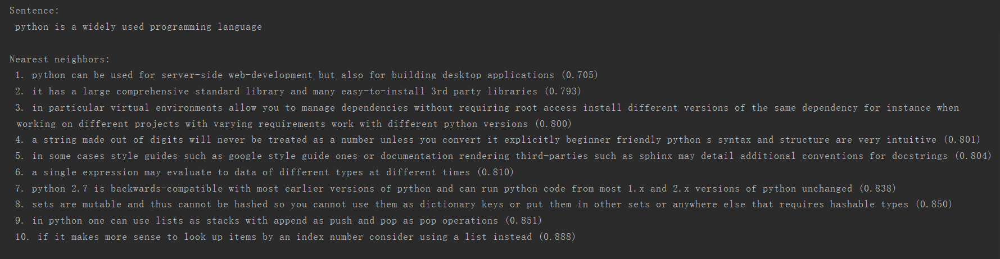 Sentence:
python is a widely used programming language
Nearest neighbors:
1. python can be used for server-side web-development but also for building desktop applications (0.705)
2. it has a large comprehensive standard library and many easy-to-install 3rd party libraries (0.793)
3. in particular virtual environments allow you to manage dependencies without requiring root access install different versions of the same dependency for instance when
working on different projects with varying requirements work with different python versions (0.800)
4. a string made out of digits will never be treated as a number unless you convert it explicitly beginner friendly python s syntax and structure are very intuitive (0.801)
5. in some cases style guides such as google style guide ones or documentation rendering third-parties such as sphinx may detail additional conventions for docstrings (0.804)
6. a single expression may evaluate to data of different types at different times (0.810)
7. python 2.7 is backwards-compatible with most earlier versions of python and can run python code from most 1.x and 2.x versions of python unchanged (0.838)
8. sets are mutable and thus cannot be hashed so you cannot use them as dictionary keys or put them in other sets or anywhere else that requires hashable types (0.850)
9. in python one can use lists as stacks with append as push and pop as pop operations (0.851)
10. if it makes more sense to look up items by an index number consider using a list instead (0.888)